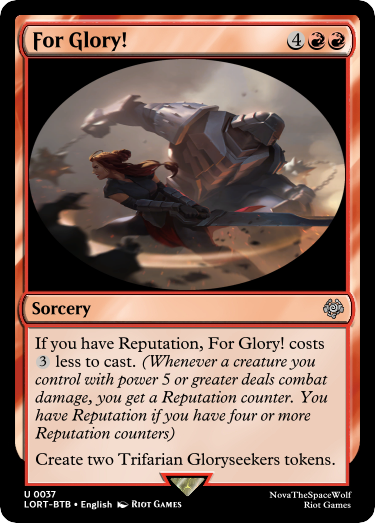 For Glory! 4
Sorcery
If you have Reputation, For Glory! costs
3 less to cast. (Whenever a creature you
control with power 5 or greater deals combat
damage, you get a Reputation counter. You
have Reputation if you have four or more
Reputation counters)
Create two Trifarian Gloryseekers tokens.
U 0037
LORT-BTB • English RIOT GAMES
NovaTheSpaceWolf
Riot Games